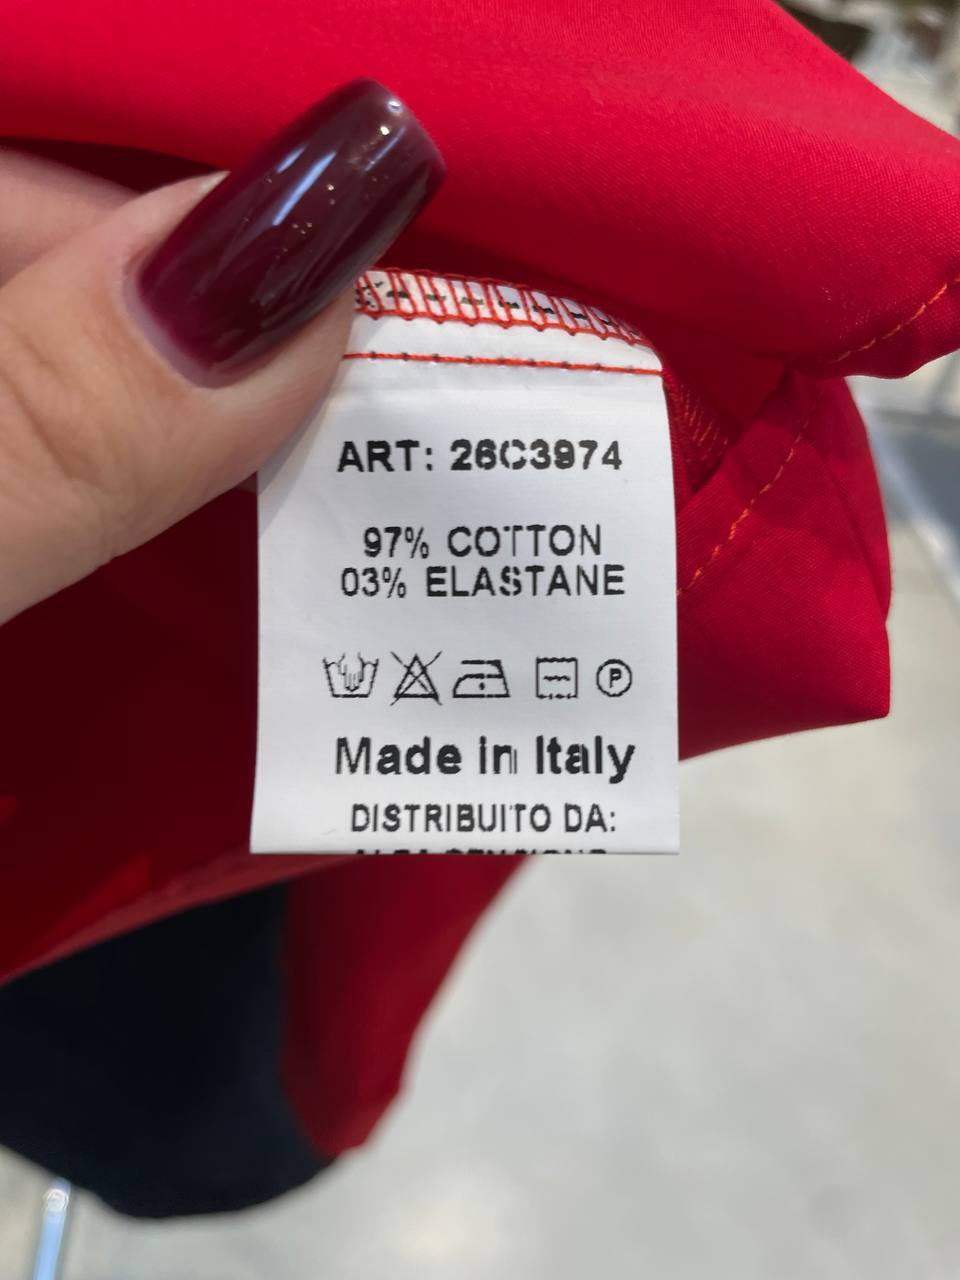 ART: 26C3974
97% COTTON
03% ELASTANE
P
Made in Italy
DISTRIBUITO DA: